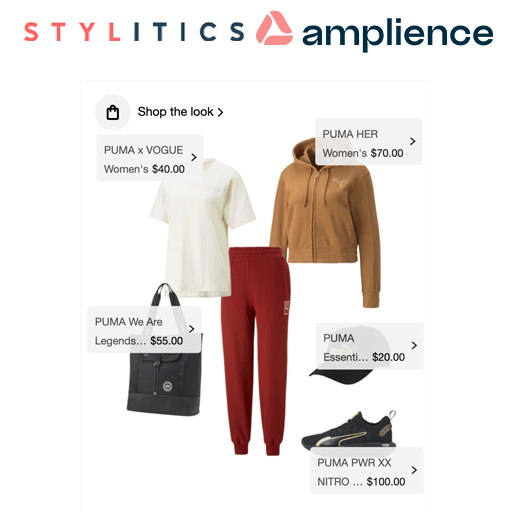 STYLITICS amplience
Shop the look
PUMA x VOGUE
Women's $40.00
PUMA HER
Women's $70.00
PUMA We Are
Legends... $55.00
PUMA
Essenti... $20.00
PUMA PWR XX
NITRO ... $100.00